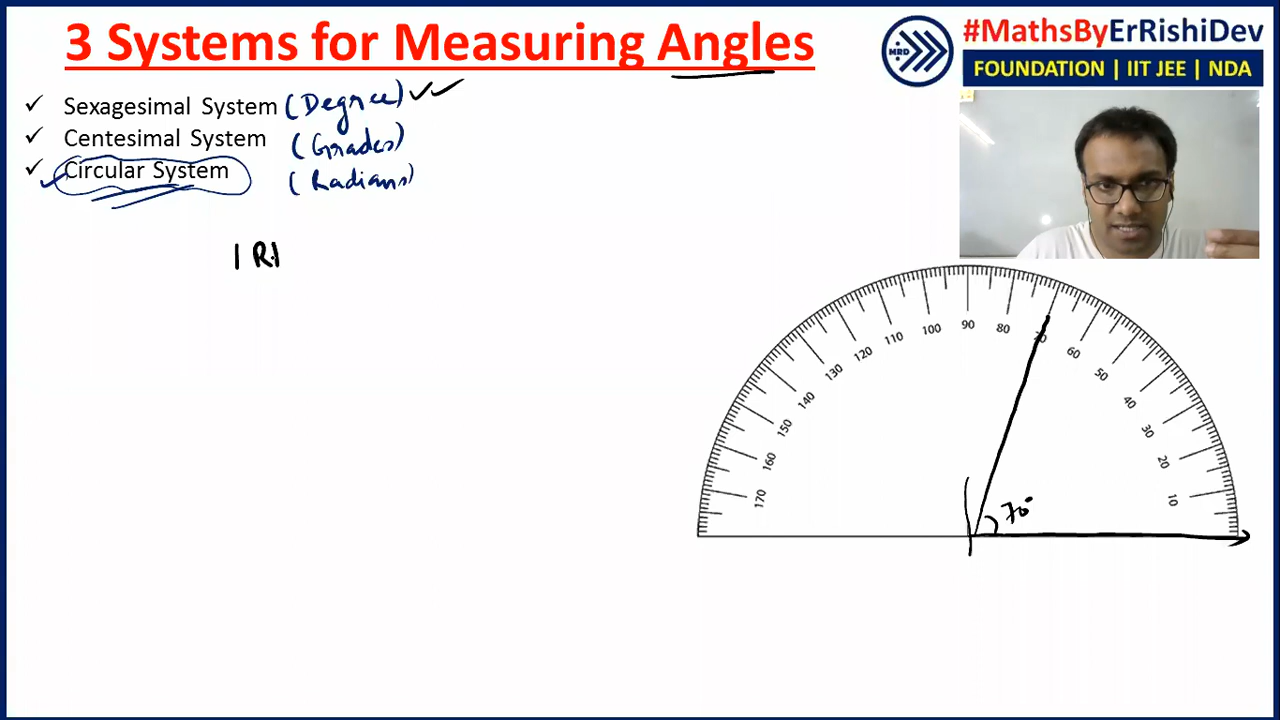 3 Systems for Measuring Angles
#MathsByErRishiDev
MRD
FOUNDATION | IIT JEE | NDA
✓ Sexagesimal System (Degree) ✓✓
✓ Centesimal System (Grades)
✓ Circular System (Radians)
1 Ri
170 160 150 140 130 120 110 100 90 80 70 60 50 40 30 20 10
70°